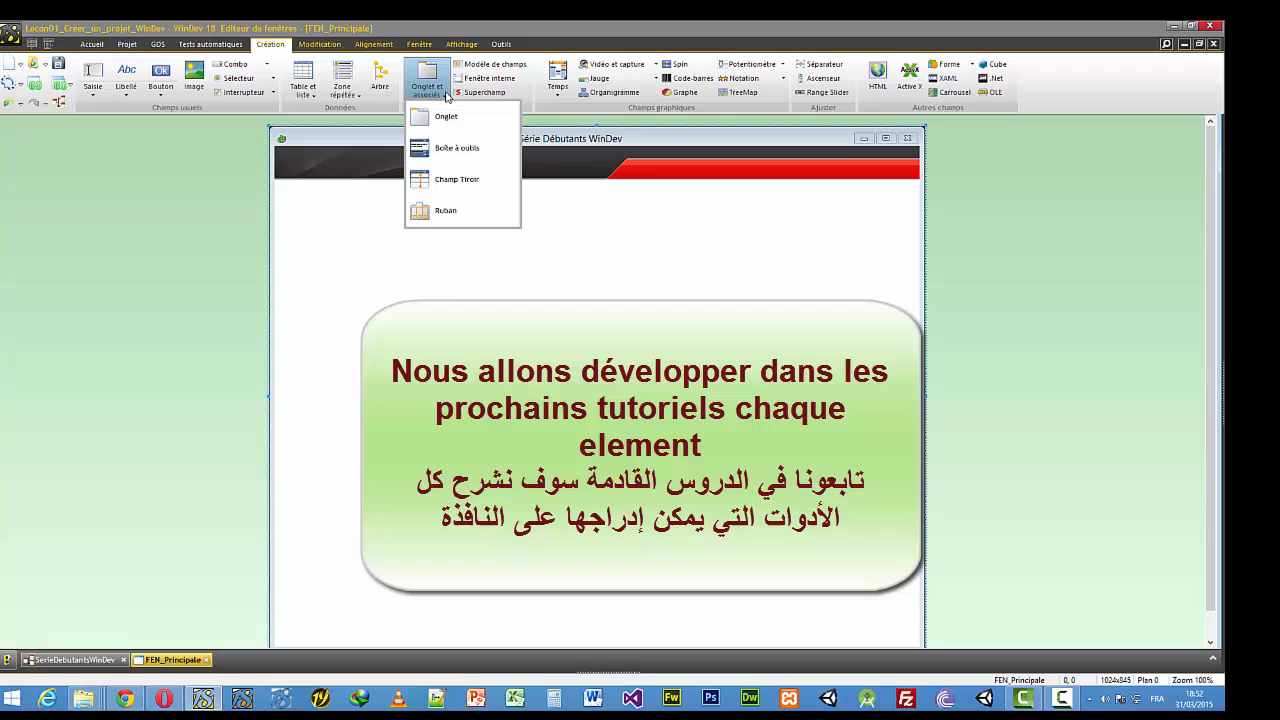 Lecon01_Creer_un_projet_WinDev - WinDev 18 Editeur de fenêtres - [FEN_Principale]
Accueil Projet GDS Tests automatiques Création Modification Alignement Fenêtre Affichage Outils
Saisie Libellé Bouton Image Combo Sélecteur Interrupteur
Champs usuels
Table et liste Zone répétée Arbre
Données
Onglet et associés Modèle de champs Fenêtre interne Superchamp
Temps Vidéo et capture Jauge Organigramme Spin Code-barres Graphe Potentiomètre Notation TreeMap
Champs graphiques
Séparateur Ascenseur Range Slider
Ajuster
HTML Active X Forme XAML Carrousel Cube .Net OLE
Autres champs
Onglet
Boîte à outils
Champ Tiroir
Ruban
Série Débutants WinDev
Nous allons développer dans les
prochains tutoriels chaque
element
تابعونا في الدروس القادمة سوف نشرح كل
الأدوات التي يمكن إدراجها على النافذة
SerieDebutantsWinDev FEN_Principale
FEN_Principale 0, 0 1024x845 Plan 0 Zoom 100%
FRA 18:52
31/03/2015